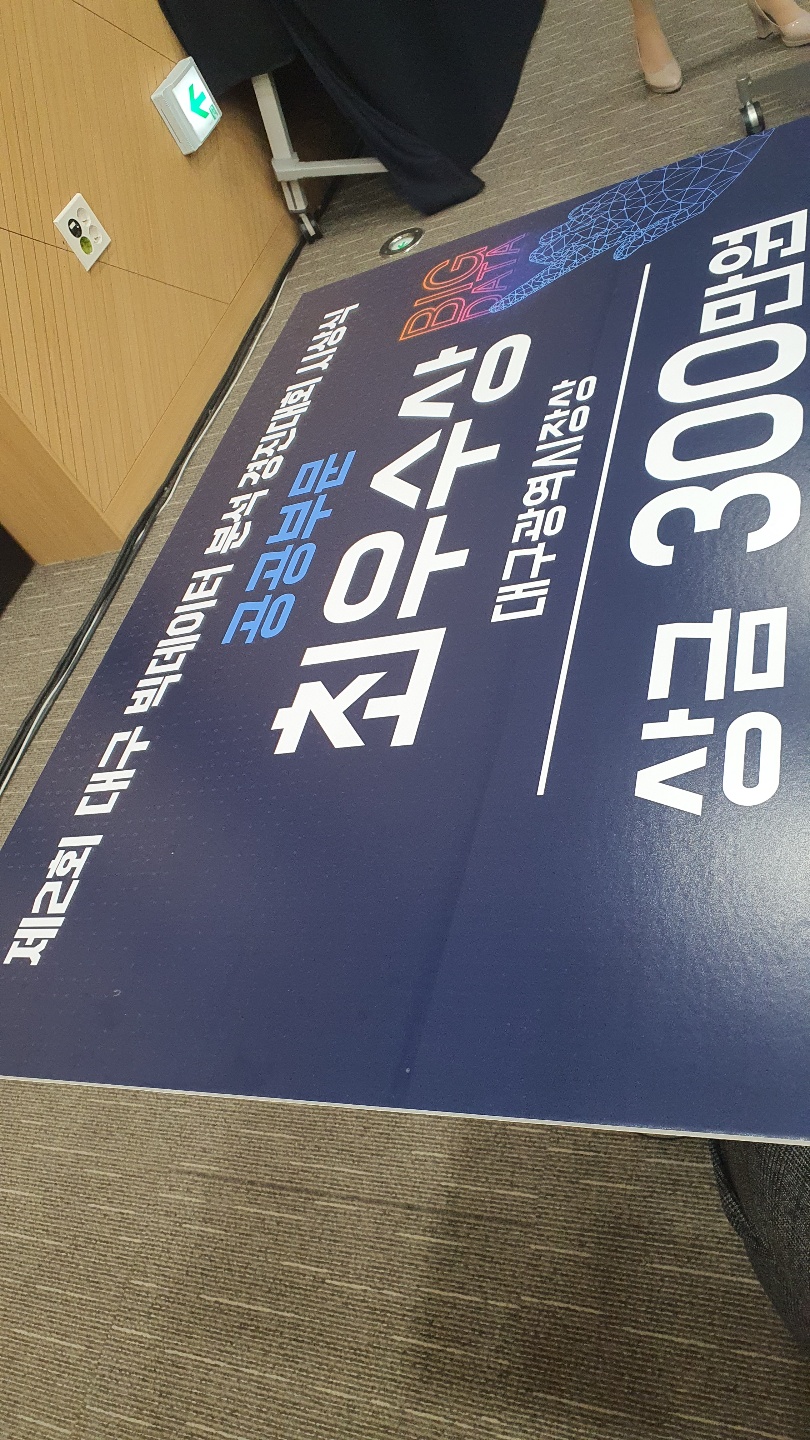 제2회 대구 빅데이터 분석 경진대회 시상식
공공부문
최우수상
대구광역시장상
상금 300만원
BIG
DATA